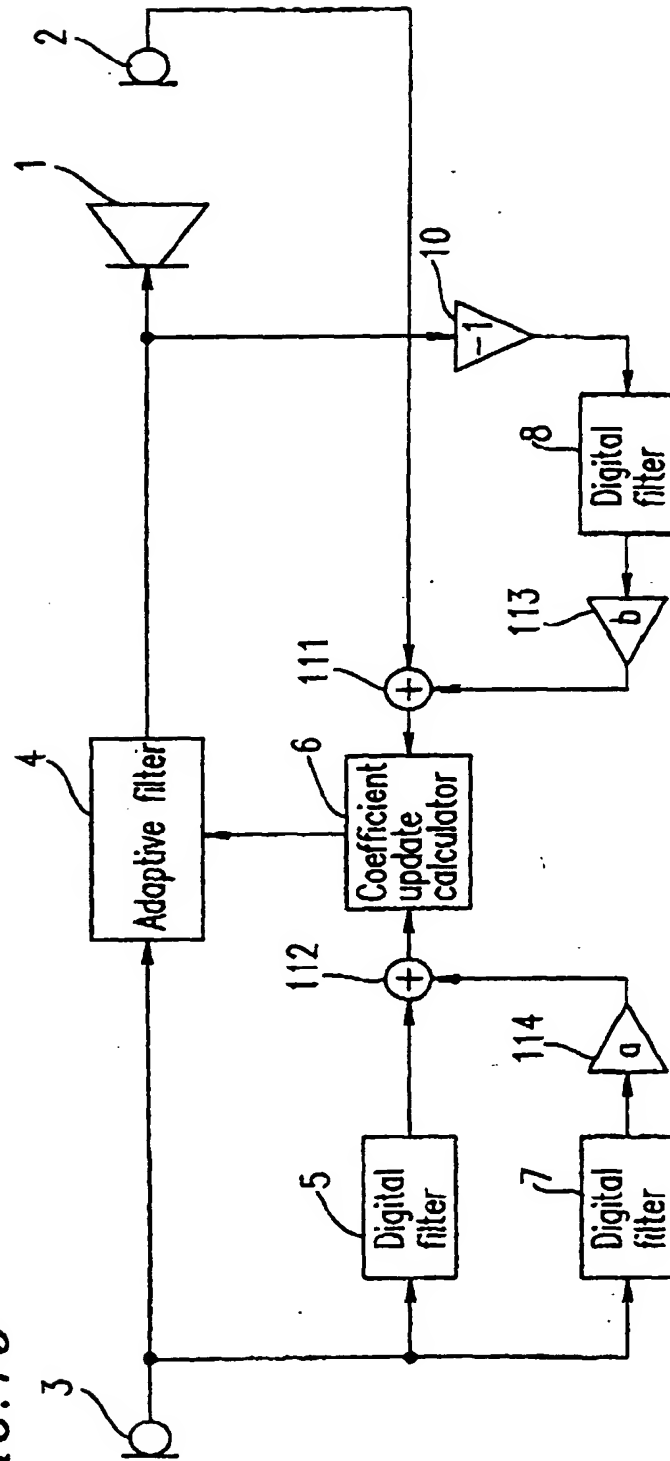 3
4
Adaptive filter
1
2
5
Digital
filter
112
+
6
Coefficient
update
calculator
111
+
10
-1
7
Digital
filter
114
a
113
b
8
Digital
filter